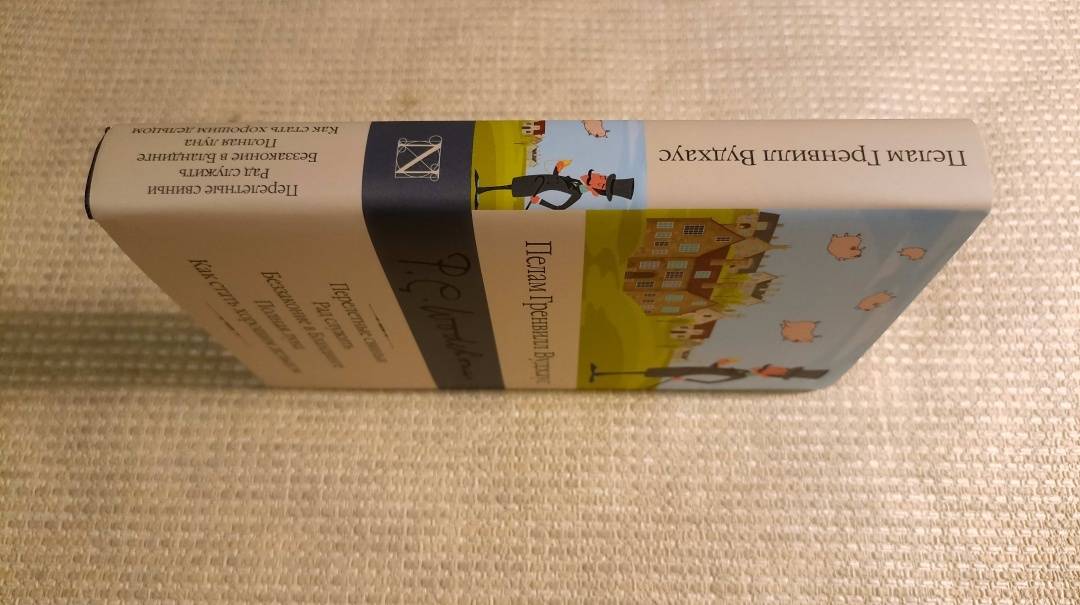 Пелам Гренвилл Вудхаус
N
Перелетные свиньи
Рад служить
Беззаконие в Бландинге
Полная луна
Как стать хорошим дельцом
Пелам Гренвилл Вудхаус
P.G. Wodehouse
Перелетные свиньи
Рад служить
Беззаконие в Бландинге
Полная луна
Как стать хорошим дельцом